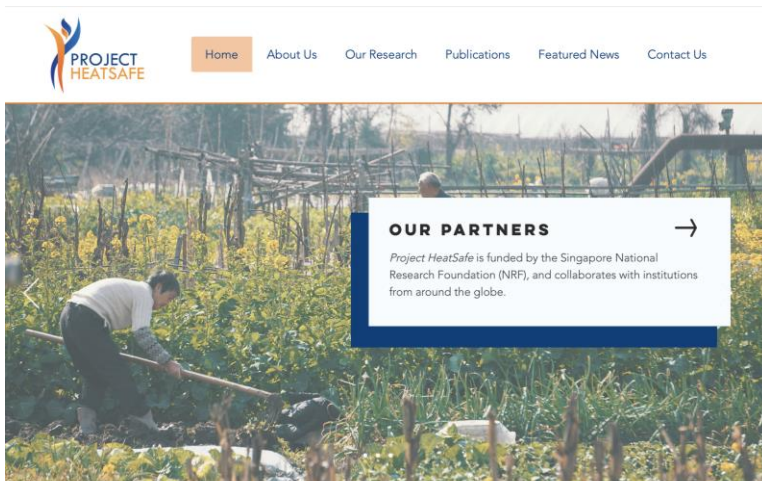 PROJECT
HEATSAFE
Home About Us Our Research Publications Featured News Contact Us
OUR PARTNERS
Project HeatSafe is funded by the Singapore National
Research Foundation (NRF), and collaborates with institutions
from around the globe.